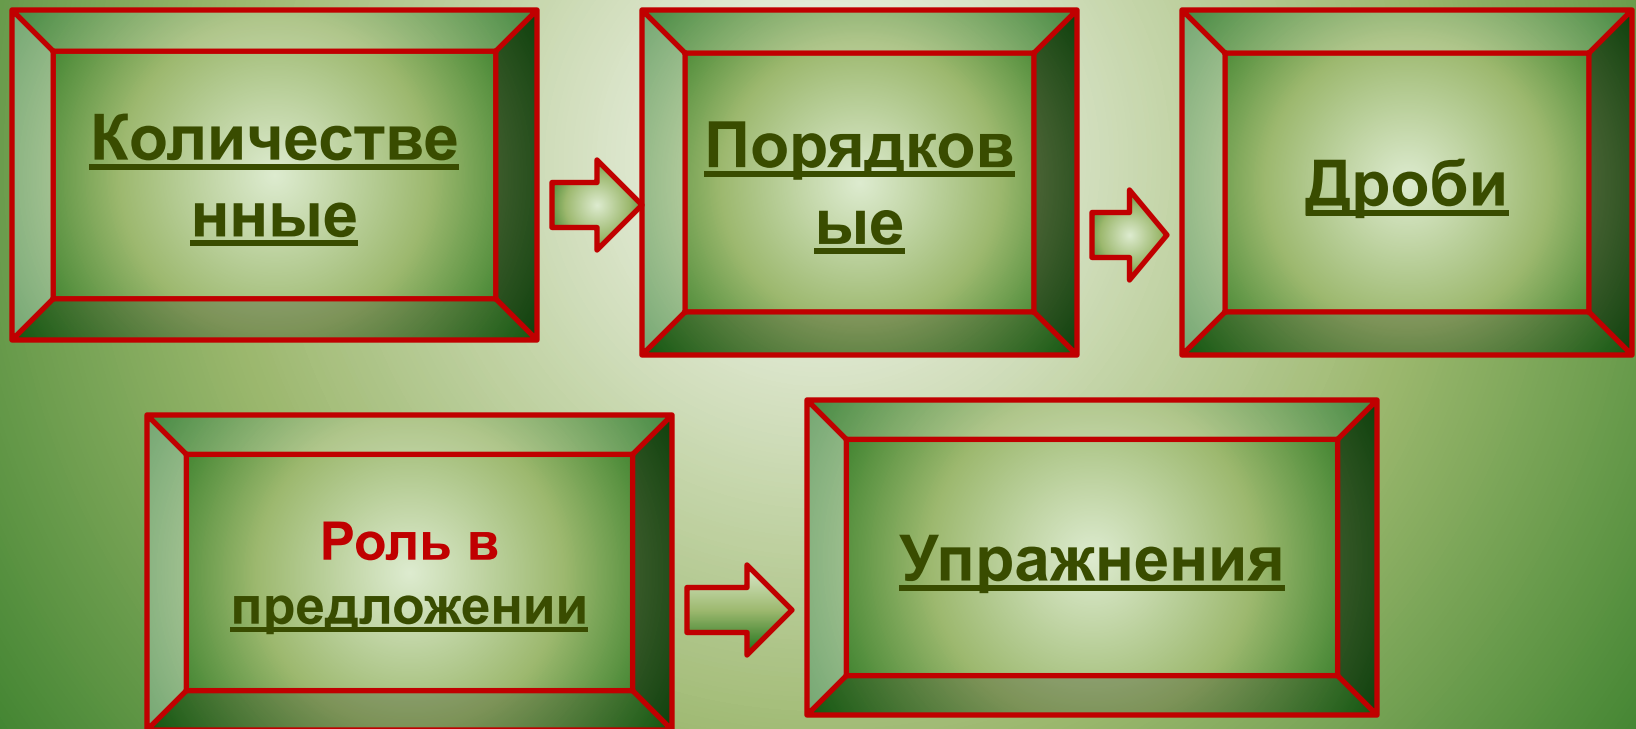 Количестве
нные
Порядков
ые
Дроби
Роль в
предложении
Упражнения